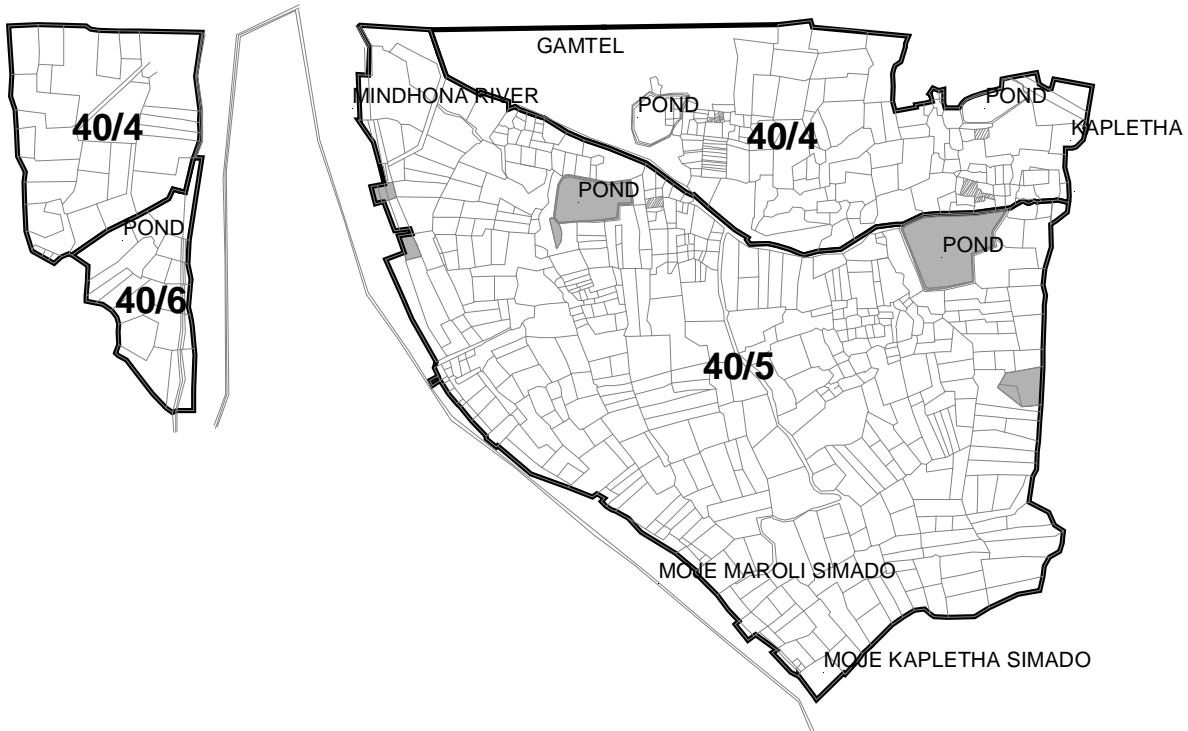 GAMTEL
MINDHONA RIVER
POND
POND
40/4
40/4
KAPLETHA
POND
POND
POND
40/6
40/5
MOJE MAROLI SIMADO
MOJE KAPLETHA SIMADO